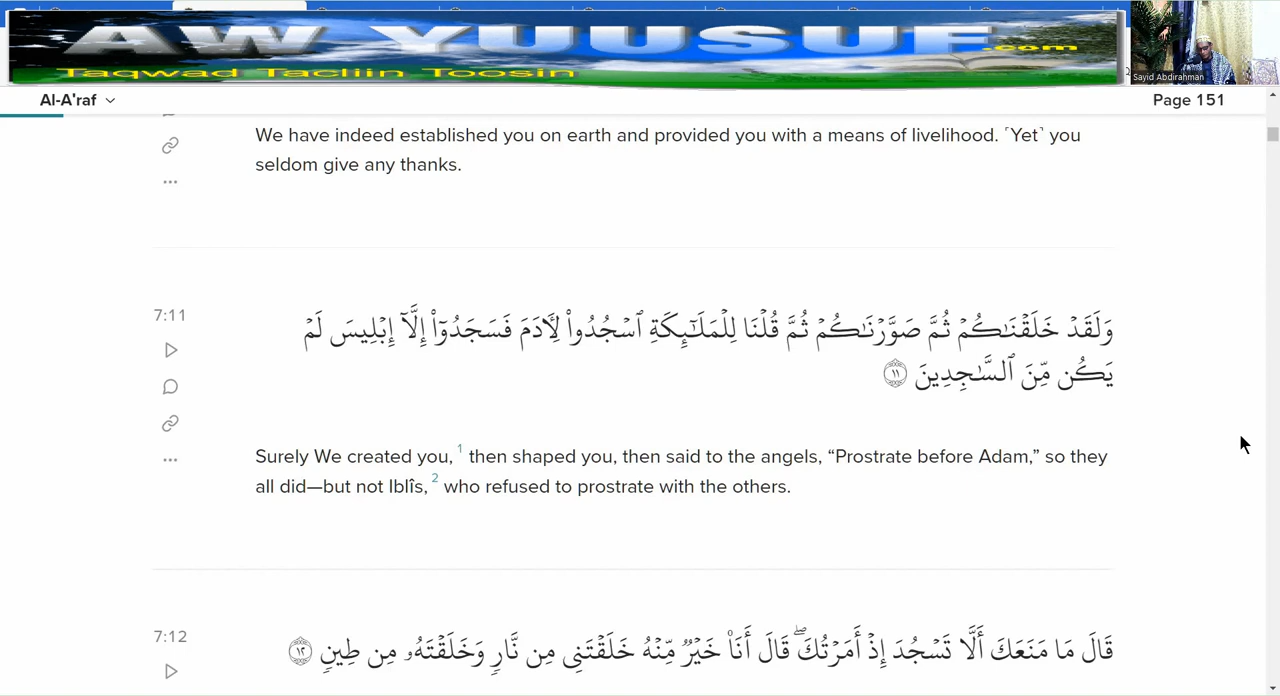 AW YUUSUF.com
Taqwad Tacliin Toosin
Sayid Abdirahman
Al-A'raf
Page 151
We have indeed established you on earth and provided you with a means of livelihood. ˹Yet˺ you
seldom give any thanks.
7:11
وَلَقَدْ خَلَقْنَـٰكُمْ ثُمَّ صَوَّرْنَـٰكُمْ ثُمَّ قُلْنَا لِلْمَلَـٰٓئِكَةِ ٱسْجُدُوا۟ لِـَٔادَمَ فَسَجَدُوٓا۟ إِلَّآ إِبْلِيسَ لَمْ
يَكُن مِّنَ ٱلسَّـٰجِدِينَ ١١
Surely We created you, 1 then shaped you, then said to the angels, “Prostrate before Adam,” so they
all did—but not Iblîs, 2 who refused to prostrate with the others.
7:12
قَالَ مَا مَنَعَكَ أَلَّا تَسْجُدَ إِذْ أَمَرْتُكَ ۖ قَالَ أَنَا۠ خَيْرٌ مِّنْهُ خَلَقْتَنِى مِن نَّارٍ وَخَلَقْتَهُۥ مِن طِينٍ ١٢